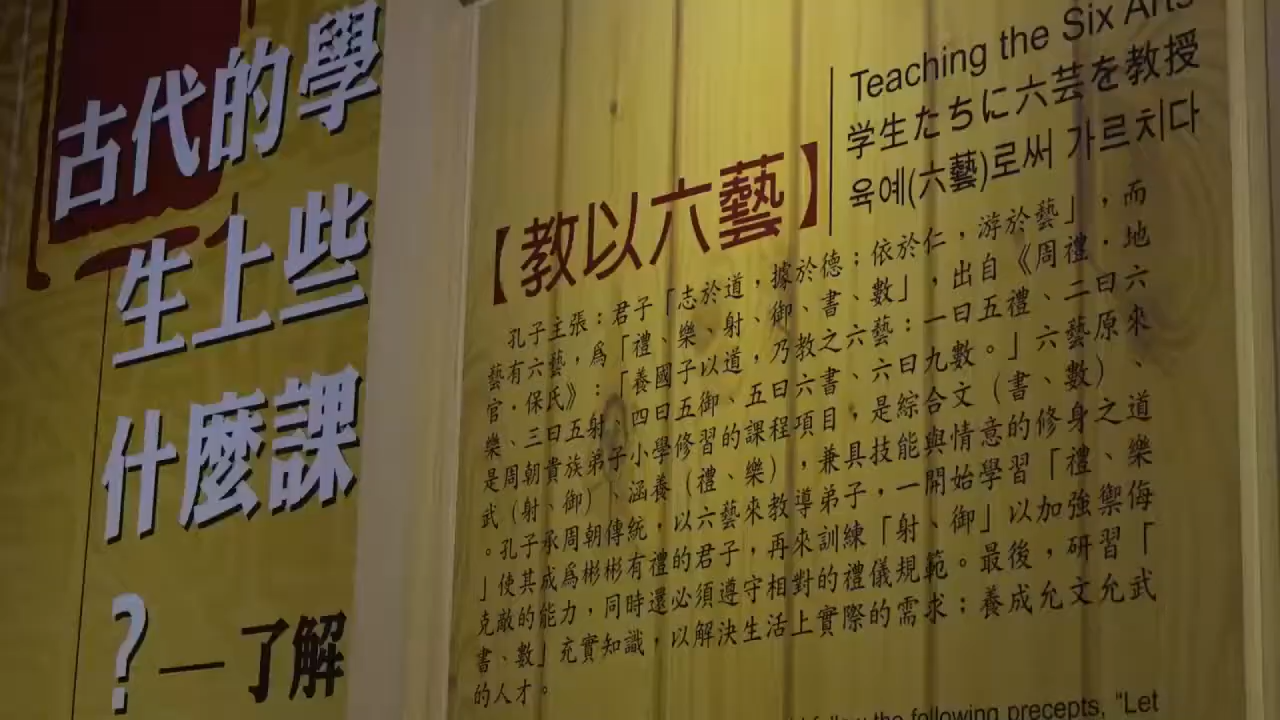 古代的學
生上些
什麼課
?—了解
【教以六藝】
Teaching the Six Arts
学生たちに六芸を教授
육예(六藝)로써 가르치다
孔子主張：君子「志於道，據於德；依於仁，游於藝」，而
藝有六藝，爲「禮、樂、射、御、書、數」，出自《周禮．地
官．保氏》：「養國子以道，乃教之六藝：一曰五禮、二曰六
樂、三曰五射、四曰五御、五曰六書、六曰九數。」六藝原來
是周朝貴族弟子小學修習的課程項目，是綜合文（書、數）、
武（射、御）、涵養（禮、樂），兼具技能與情意的修身之道
。孔子承周朝傳統，以六藝來教導弟子，一開始學習「禮、樂
」使其成爲彬彬有禮的君子，再來訓練「射、御」以加強禦侮
克敵的能力，同時還必須遵守相對的禮儀規範。最後，研習「
書、數」充實知識，以解決生活上實際的需求；養成允文允武
的人才。
follow the following precepts, "Let